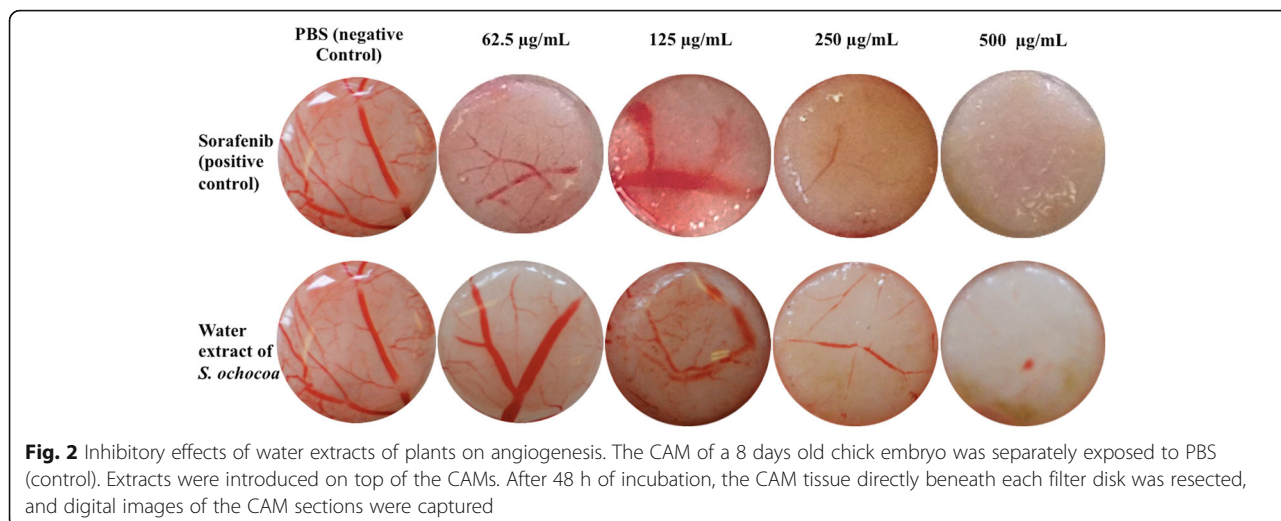 PBS (negative
Control)
62.5 µg/mL
125 µg/mL
250 µg/mL
500 µg/mL
Sorafenib
(positive
control)
Water
extract of
S. ochocoa
Fig. 2 Inhibitory effects of water extracts of plants on angiogenesis. The CAM of a 8 days old chick embryo was separately exposed to PBS
(control). Extracts were introduced on top of the CAMs. After 48 h of incubation, the CAM tissue directly beneath each filter disk was resected,
and digital images of the CAM sections were captured